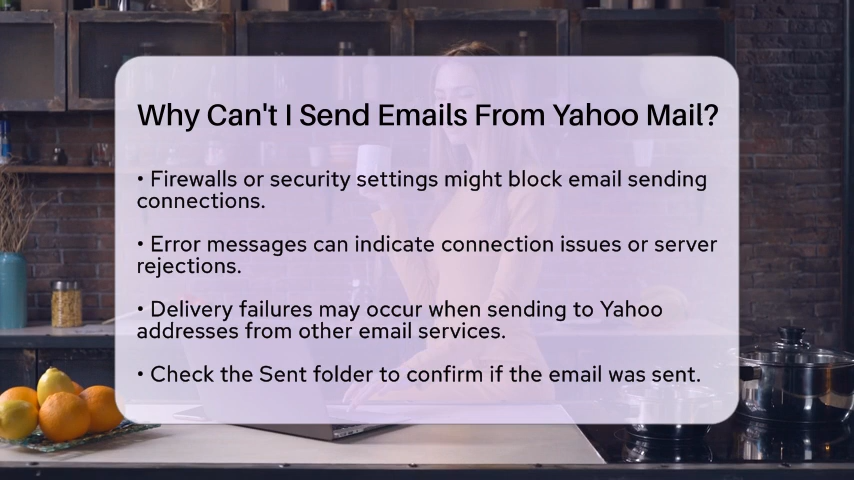 Why Can't I Send Emails From Yahoo Mail?
• Firewalls or security settings might block email sending
connections.
• Error messages can indicate connection issues or server
rejections.
• Delivery failures may occur when sending to Yahoo
addresses from other email services.
• Check the Sent folder to confirm if the email was sent.